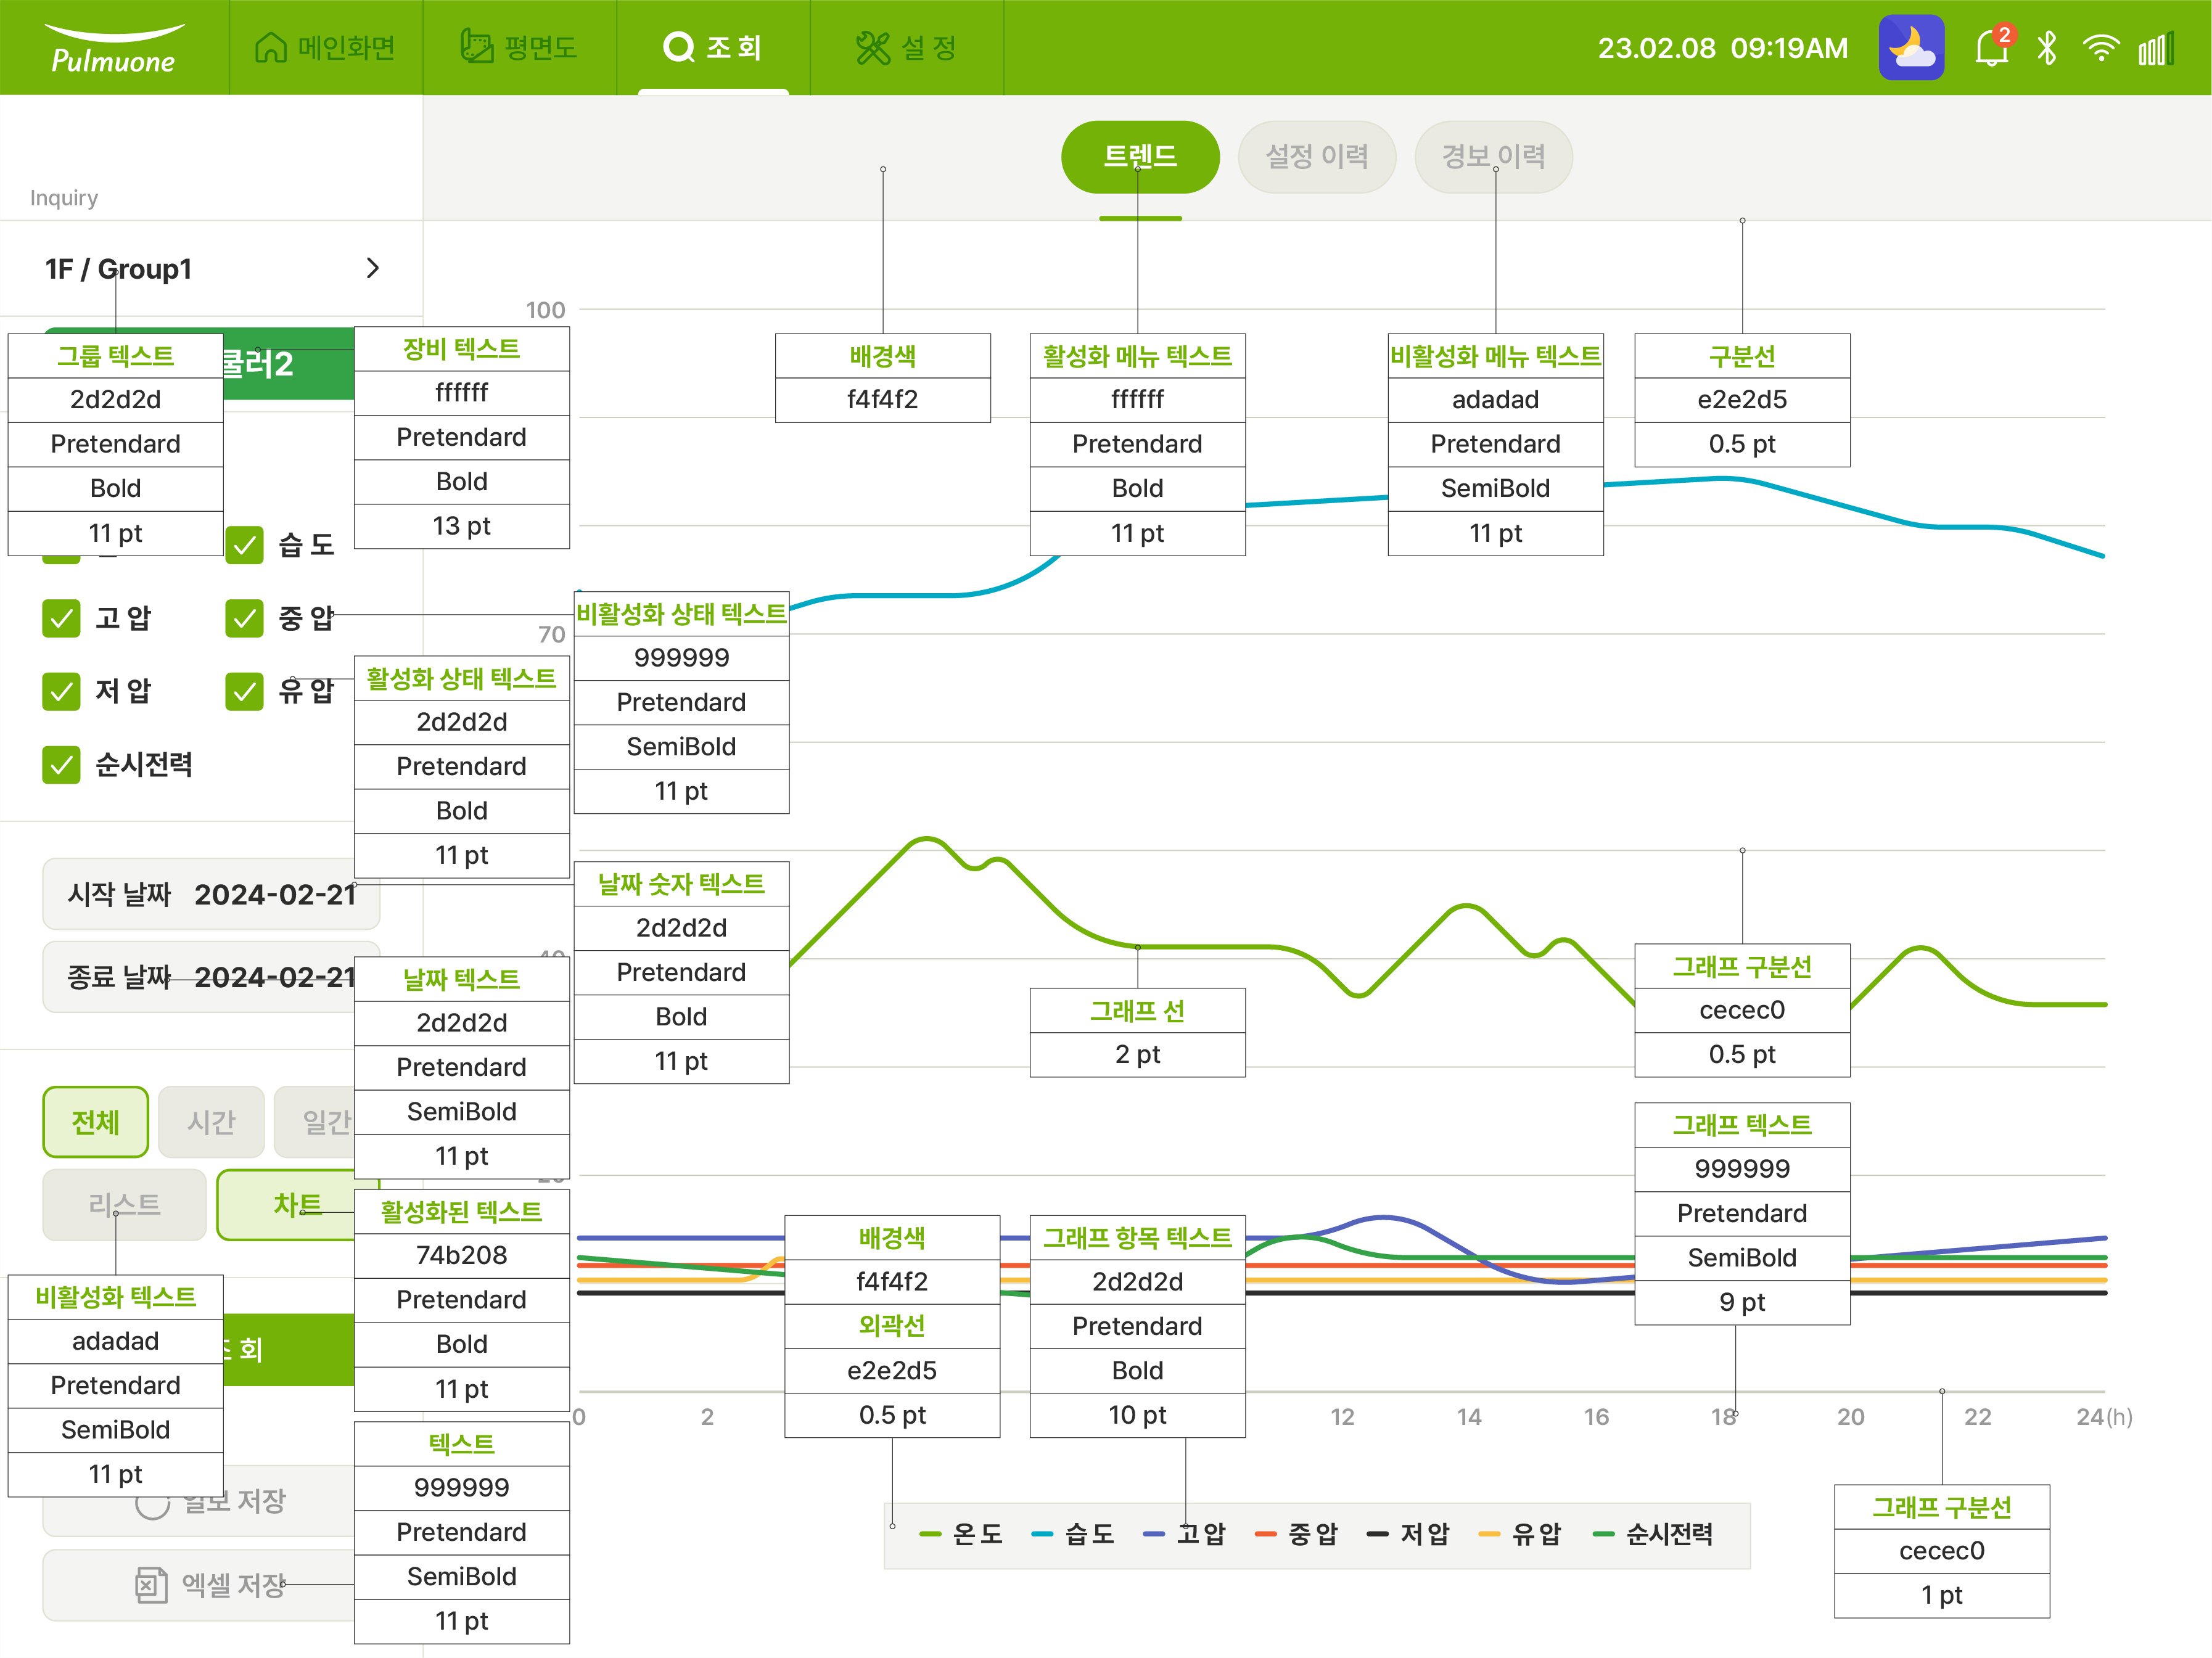 Pulmuone
메인화면
평면도
조 회
설 정
23.02.08 09:19AM
2
트렌드
설정 이력
경보 이력
Inquiry
1F / Group1
쿨러2
습 도
고 압
중 압
저 압
유 압
순시전력
시작 날짜 2024-02-21
종료 날짜 2024-02-21
전체
시간
일간
리스트
차트
조 회
일보 저장
엑셀 저장
그룹 텍스트
2d2d2d
Pretendard
Bold
11 pt
장비 텍스트
ffffff
Pretendard
Bold
13 pt
배경색
f4f4f2
활성화 메뉴 텍스트
ffffff
Pretendard
Bold
11 pt
비활성화 메뉴 텍스트
adadad
Pretendard
SemiBold
11 pt
구분선
e2e2d5
0.5 pt
비활성화 상태 텍스트
999999
Pretendard
SemiBold
11 pt
활성화 상태 텍스트
2d2d2d
Pretendard
Bold
11 pt
날짜 숫자 텍스트
2d2d2d
Pretendard
Bold
11 pt
날짜 텍스트
2d2d2d
Pretendard
SemiBold
11 pt
그래프 선
2 pt
그래프 구분선
cecec0
0.5 pt
그래프 텍스트
999999
Pretendard
SemiBold
9 pt
활성화된 텍스트
74b208
Pretendard
Bold
11 pt
비활성화 텍스트
adadad
Pretendard
SemiBold
11 pt
배경색
f4f4f2
외곽선
e2e2d5
0.5 pt
그래프 항목 텍스트
2d2d2d
Pretendard
Bold
10 pt
텍스트
999999
Pretendard
SemiBold
11 pt
그래프 구분선
cecec0
1 pt
100
70
0 2 12 14 16 18 20 22 24(h)
온 도 습 도 고 압 중 압 저 압 유 압 순시전력